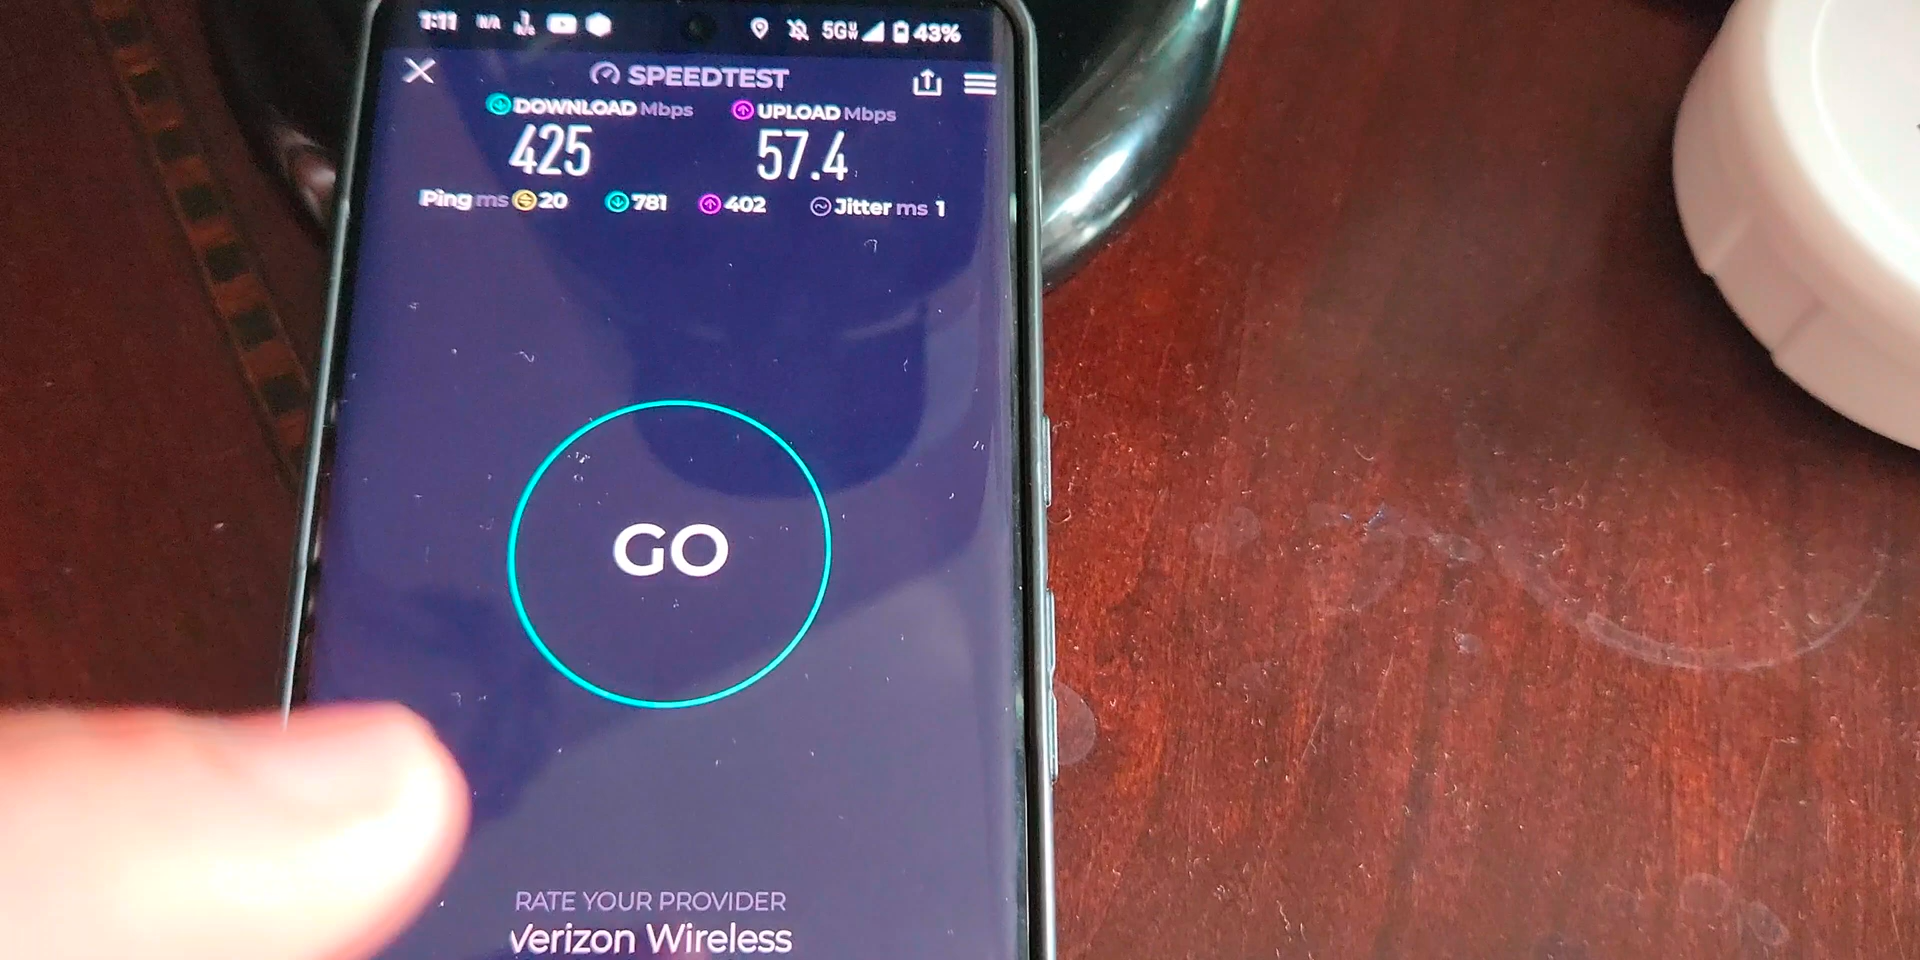 1:11 N/A 5G UW 43%
SPEEDTEST
DOWNLOAD Mbps UPLOAD Mbps
425 57.4
Ping ms 20 781 402 Jitter ms 1
GO
RATE YOUR PROVIDER
Verizon Wireless